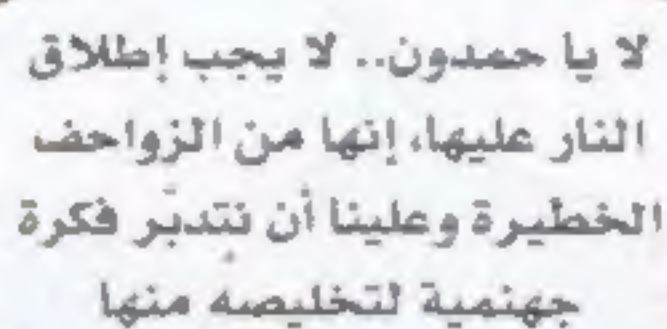 لا يا حمدون.. لا يجب إطلاق
النار عليها، إنها من الزواحف
الخطيرة وعلينا أن نتدبّر فكرة
جهنمية لتخليصه منها